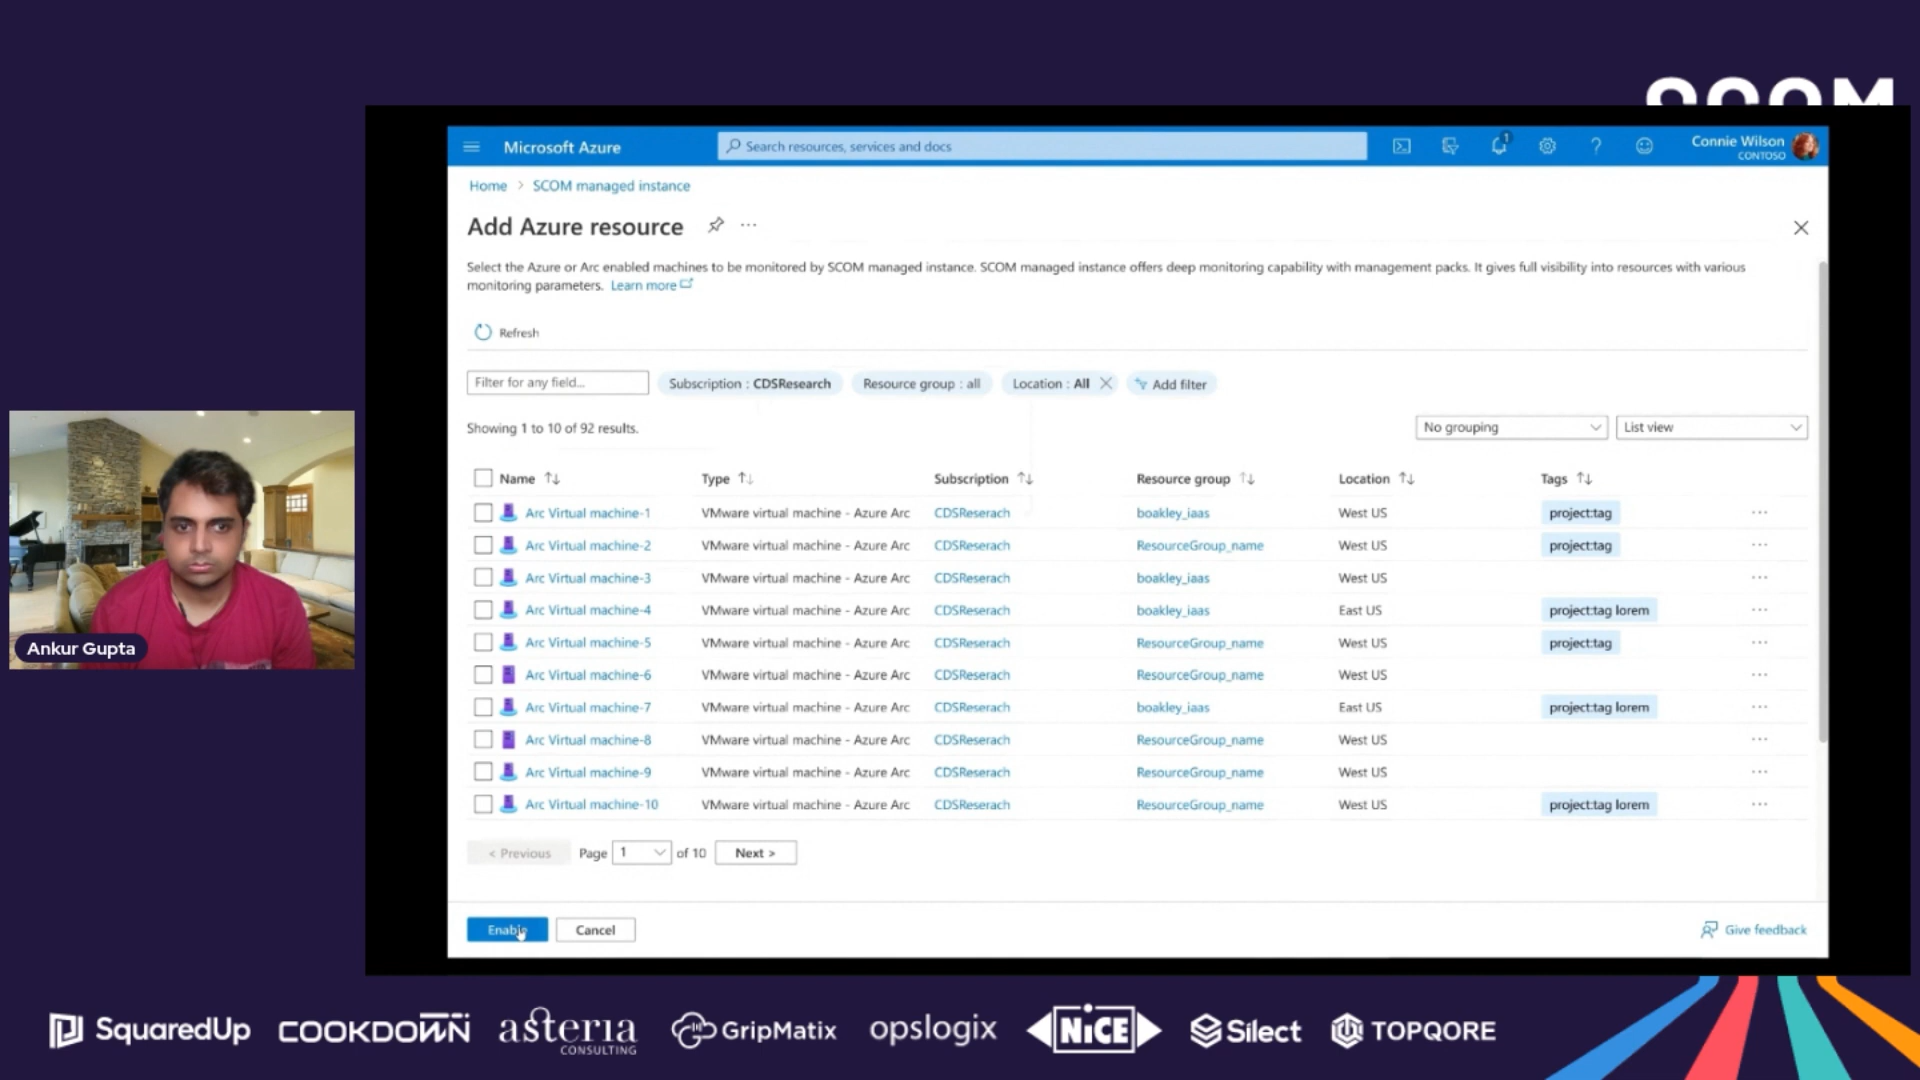 SCOM
Microsoft Azure
Search resources, services and docs
1
Connie Wilson
CONTOSO
Home > SCOM managed instance
Add Azure resource
Select the Azure or Arc enabled machines to be monitored by SCOM managed instance. SCOM managed instance offers deep monitoring capability with management packs. It gives full visibility into resources with various
monitoring parameters. Learn more
Refresh
Filter for any field... Subscription : CDSResearch Resource group : all Location : All Add filter
Showing 1 to 10 of 92 results. No grouping List view
Name Type Subscription Resource group Location Tags
Arc Virtual machine-1 VMware virtual machine - Azure Arc CDSReserach boakley_iaas West US project:tag
Arc Virtual machine-2 VMware virtual machine - Azure Arc CDSReserach ResourceGroup_name West US project:tag
Arc Virtual machine-3 VMware virtual machine - Azure Arc CDSReserach boakley_iaas West US
Arc Virtual machine-4 VMware virtual machine - Azure Arc CDSReserach boakley_iaas East US project:tag lorem
Arc Virtual machine-5 VMware virtual machine - Azure Arc CDSReserach ResourceGroup_name West US project:tag
Arc Virtual machine-6 VMware virtual machine - Azure Arc CDSReserach ResourceGroup_name West US
Arc Virtual machine-7 VMware virtual machine - Azure Arc CDSReserach boakley_iaas East US project:tag lorem
Arc Virtual machine-8 VMware virtual machine - Azure Arc CDSReserach ResourceGroup_name West US
Arc Virtual machine-9 VMware virtual machine - Azure Arc CDSReserach ResourceGroup_name West US
Arc Virtual machine-10 VMware virtual machine - Azure Arc CDSReserach ResourceGroup_name West US project:tag lorem
< Previous Page 1 of 10 Next >
Enable Cancel Give feedback
Ankur Gupta
SquaredUp COOKDOWN asteria CONSULTING GripMatix opslogix NiCE Silect TOPQORE